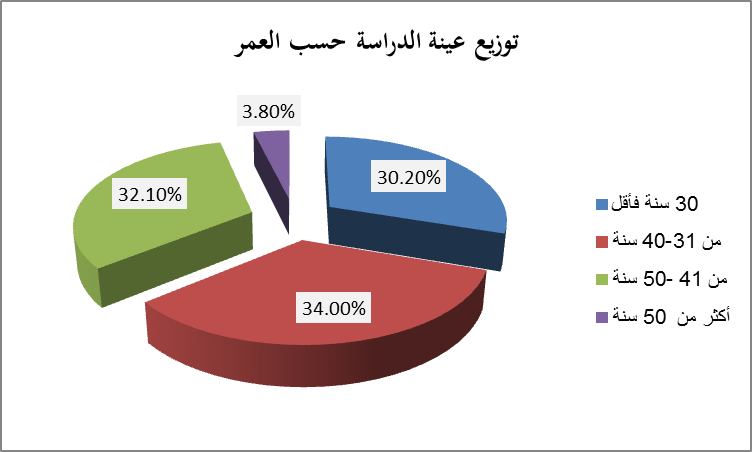 توزيع عينة الدراسة حسب العمر
3.80%
30.20%
32.10%
34.00%
30 سنة فأقل
من 31-40 سنة
من 41 -50 سنة
أكثر من 50 سنة